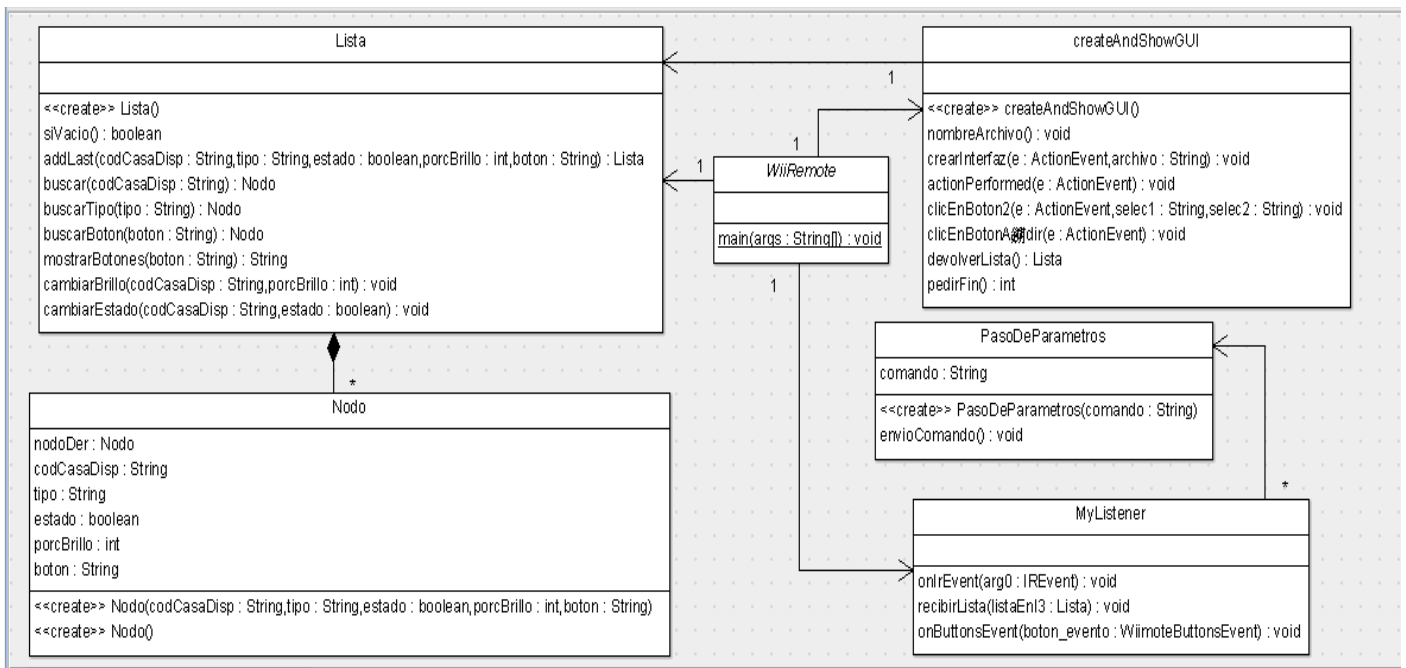 Lista
<<create>> Lista()
siVacio() : boolean
addLast(codCasaDisp : String,tipo : String,estado : boolean,porcBrillo : int,boton : String) : Lista
buscar(codCasaDisp : String) : Nodo
buscarTipo(tipo : String) : Nodo
buscarBoton(boton : String) : Nodo
mostrarBotones(boton : String) : String
cambiarBrillo(codCasaDisp : String,porcBrillo : int) : void
cambiarEstado(codCasaDisp : String,estado : boolean) : void
createAndShowGUI
<<create>> createAndShowGUI()
nombreArchivo() : void
crearInterfaz(e : ActionEvent,archivo : String) : void
actionPerformed(e : ActionEvent) : void
clicEnBoton2(e : ActionEvent,selec1 : String,selec2 : String) : void
(e : ActionEvent) : void
devolverLista() : Lista
pedirFin() : int
1
1
1
WiiRemote
main(args : String[]) : void
1
*
Nodo
nodoDer : Nodo
codCasaDisp : String
tipo : String
estado : boolean
porcBrillo : int
boton : String
<<create>> Nodo(codCasaDisp : String,tipo : String,estado : boolean,porcBrillo : int,boton : String)
<<create>> Nodo()
PasoDeParametros
comando : String
<<create>> PasoDeParametros(comando : String)
envioComando() : void
*
MyListener
onIrEvent(arg0 : IREvent) : void
recibirLista(listaEnl3 : Lista) : void
onButtonsEvent(boton_evento : WiimoteButtonsEvent) : void